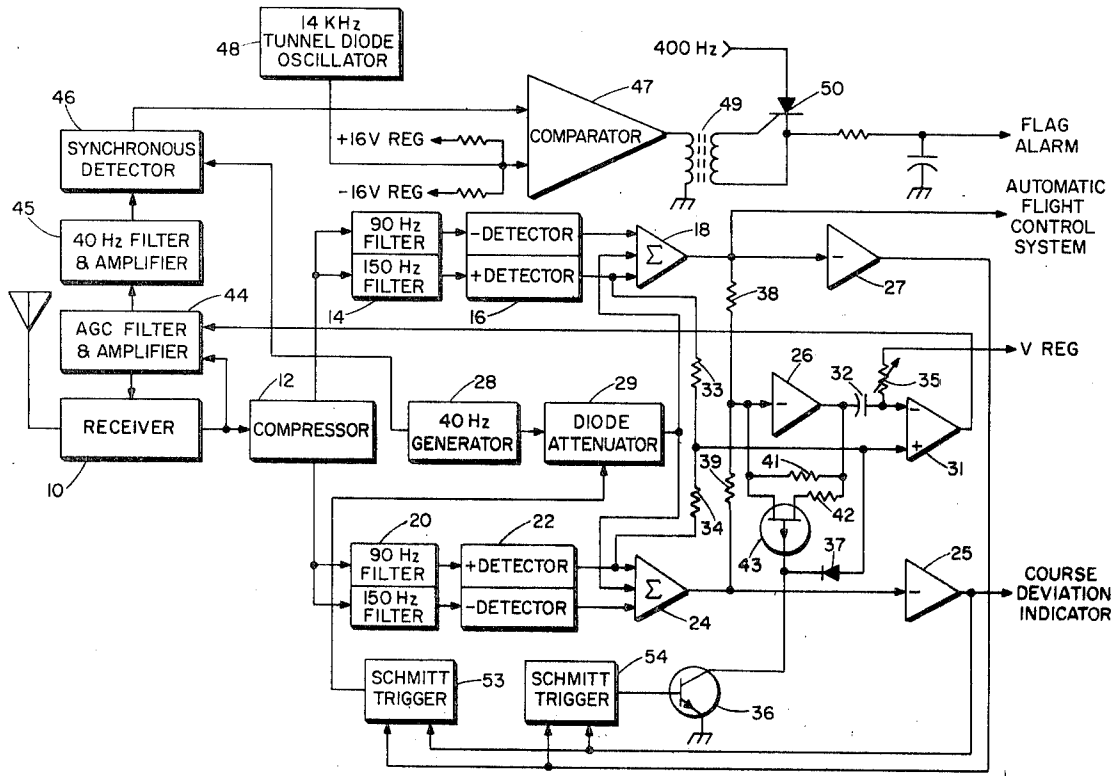 14 KHz
TUNNEL DIODE
OSCILLATOR
48
400 Hz
47
50
49
46
COMPARATOR
+16V REG
-16V REG
FLAG
ALARM
SYNCHRONOUS
DETECTOR
AUTOMATIC
FLIGHT
CONTROL
SYSTEM
45
40 Hz FILTER
& AMPLIFIER
90 Hz
FILTER
150 Hz
FILTER
14
-DETECTOR
+DETECTOR
16
Σ
18
-
27
38
44
AGC FILTER
& AMPLIFIER
V REG
33
26
-
32
35
-
+
31
12
28
29
RECEIVER
10
COMPRESSOR
40 Hz
GENERATOR
DIODE
ATTENUATOR
39
41
34
42
43
37
20
90 Hz
FILTER
150 Hz
FILTER
22
+DETECTOR
-DETECTOR
Σ
24
25
-
COURSE
DEVIATION
INDICATOR
SCHMITT
TRIGGER
53
SCHMITT
TRIGGER
54
36